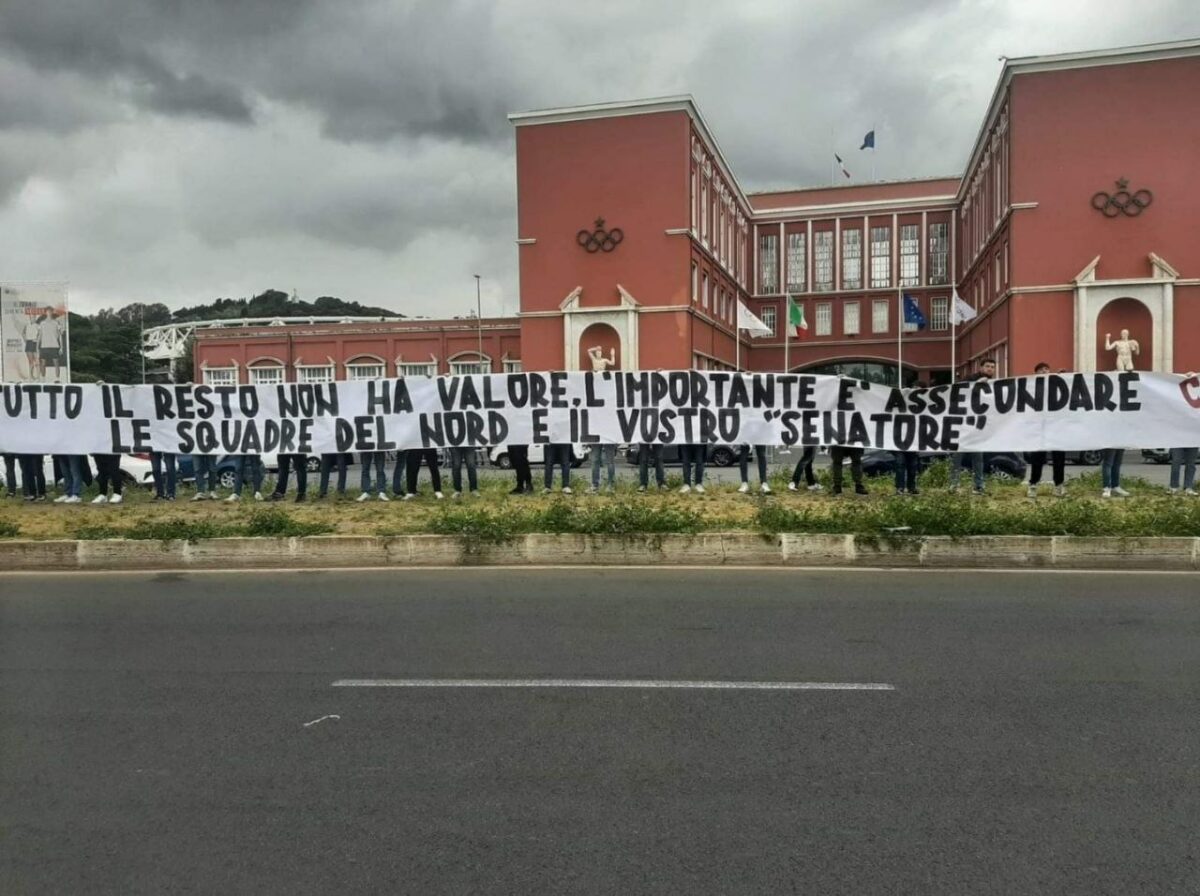 TUTTO IL RESTO NON HA VALORE. L'IMPORTANTE E' ASSECONDARE
LE SQUADRE DEL NORD E IL VOSTRO "SENATORE"